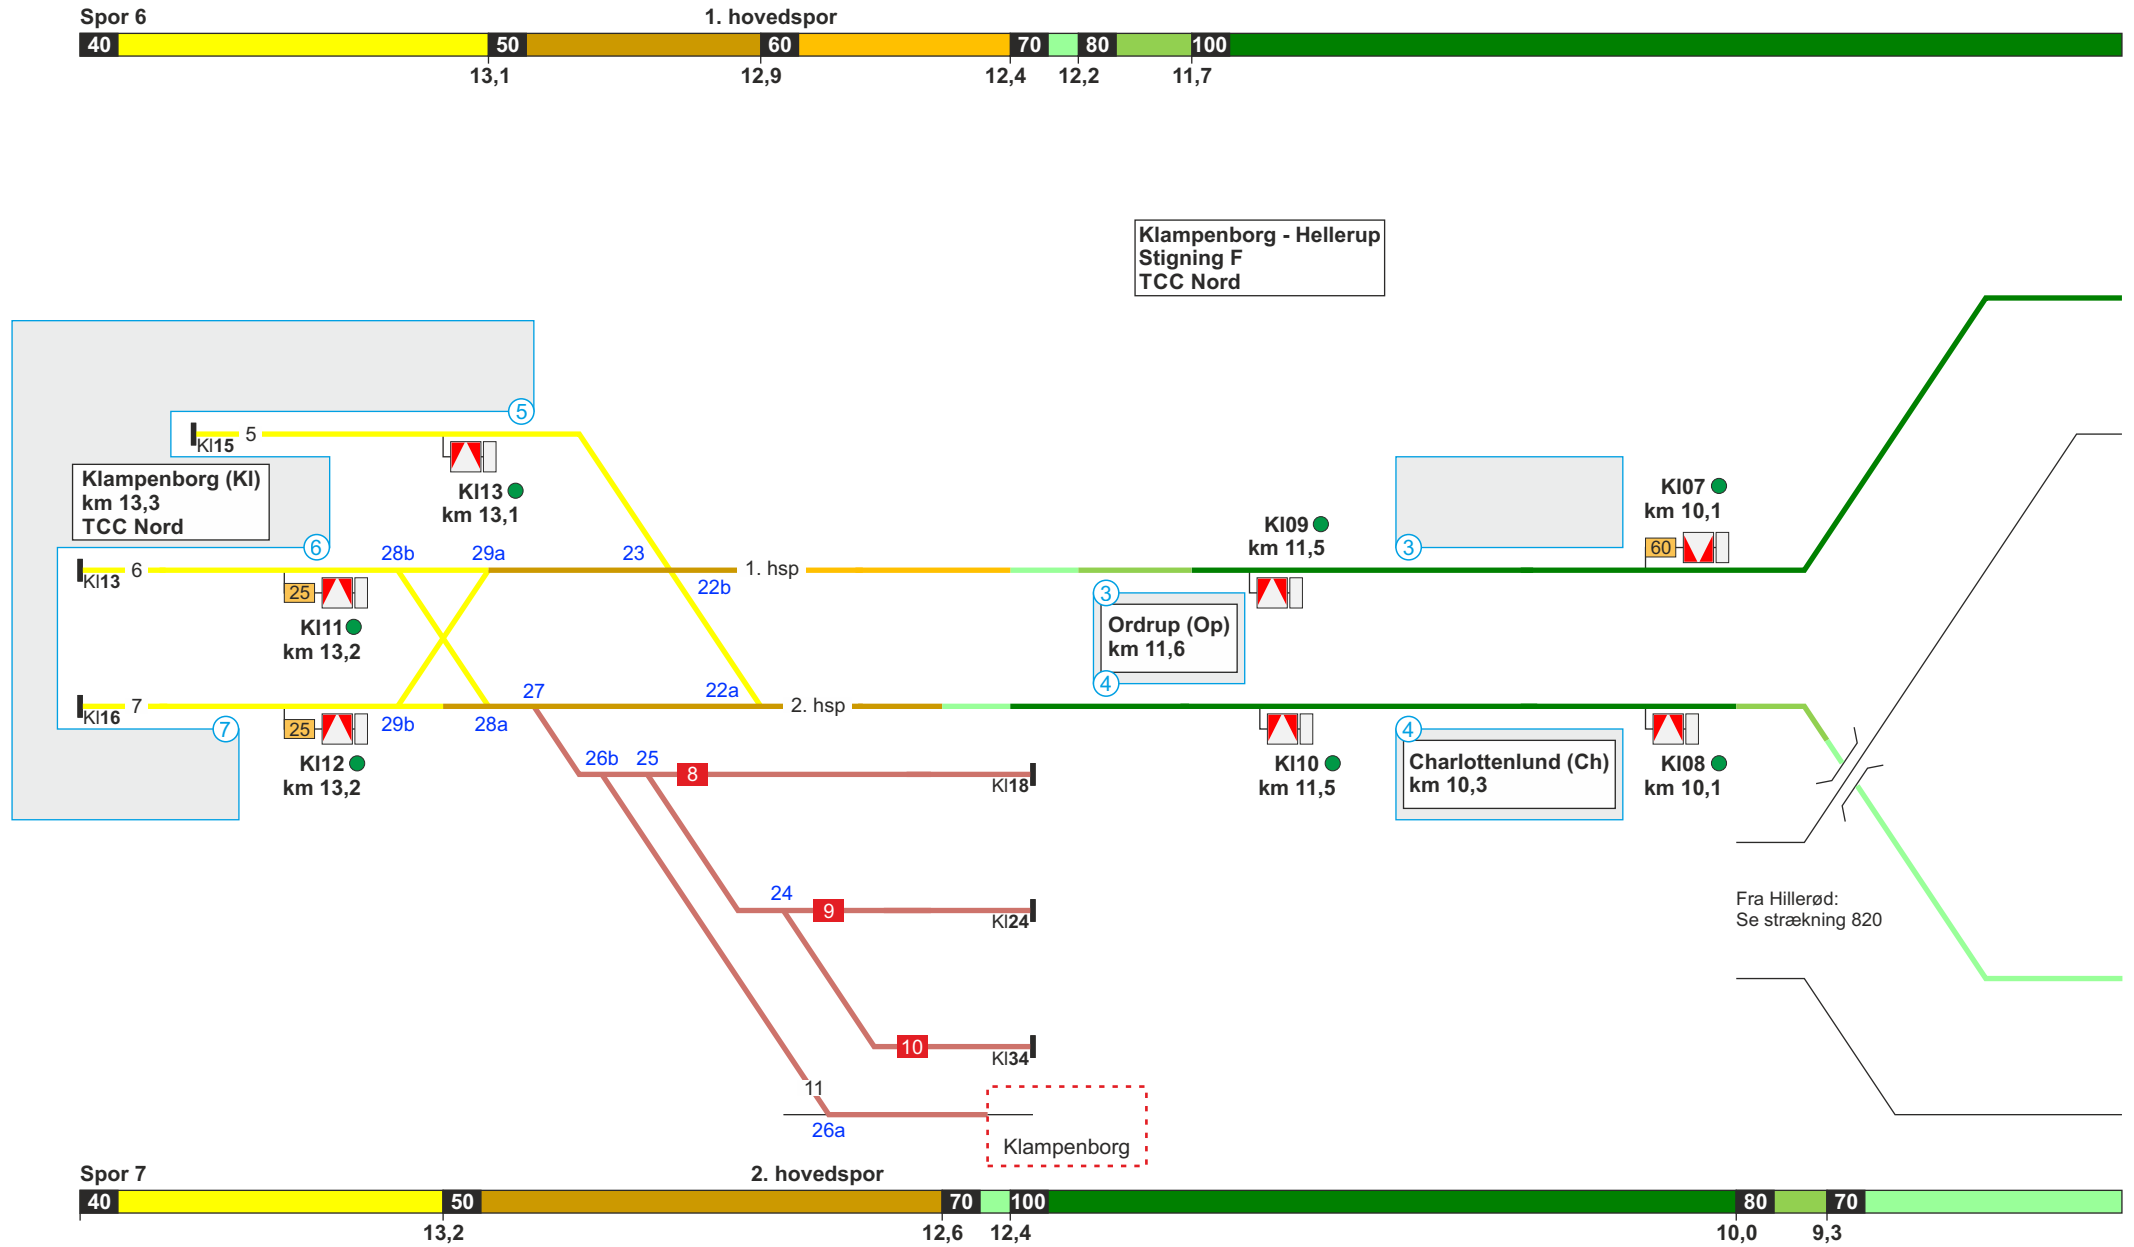 Spor 6 1. hovedspor
40 50 60 70 80 100
13,1 12,9 12,4 12,2 11,7
Klampenborg - Hellerup
Stigning F
TCC Nord
5
5
Kl15
Klampenborg (Kl)
km 13,3
TCC Nord
Kl13
km 13,1
Kl07
km 10,1
Kl09
km 11,5
6
28b 29a 23
3
60
6
1. hsp
Kl13
25
22b
3
Kl11
km 13,2
Ordrup (Op)
km 11,6
4
27
22a
7
2. hsp
Kl16
25
29b
28a
7
4
Kl12
km 13,2
Kl10
km 11,5
Charlottenlund (Ch)
km 10,3
Kl08
km 10,1
26b 25
8
Kl18
24
9
Kl24
Fra Hillerød:
Se strækning 820
10
Kl34
11
26a
Klampenborg
Spor 7 2. hovedspor
40 50 70 100 80 70
13,2 12,6 12,4 10,0 9,3